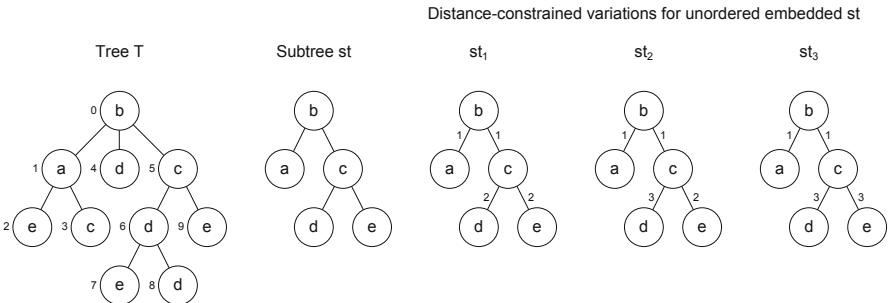 Distance-constrained variations for unordered embedded st
Tree T Subtree st st₁ st₂ st₃
0 b b b b b
1 1 1 1 1 1
1 a 4 d 5 c a c a c a c
2 2 3 2 3 3
2 e 3 c 6 d 9 e d e d e d e d e
7 e 8 d